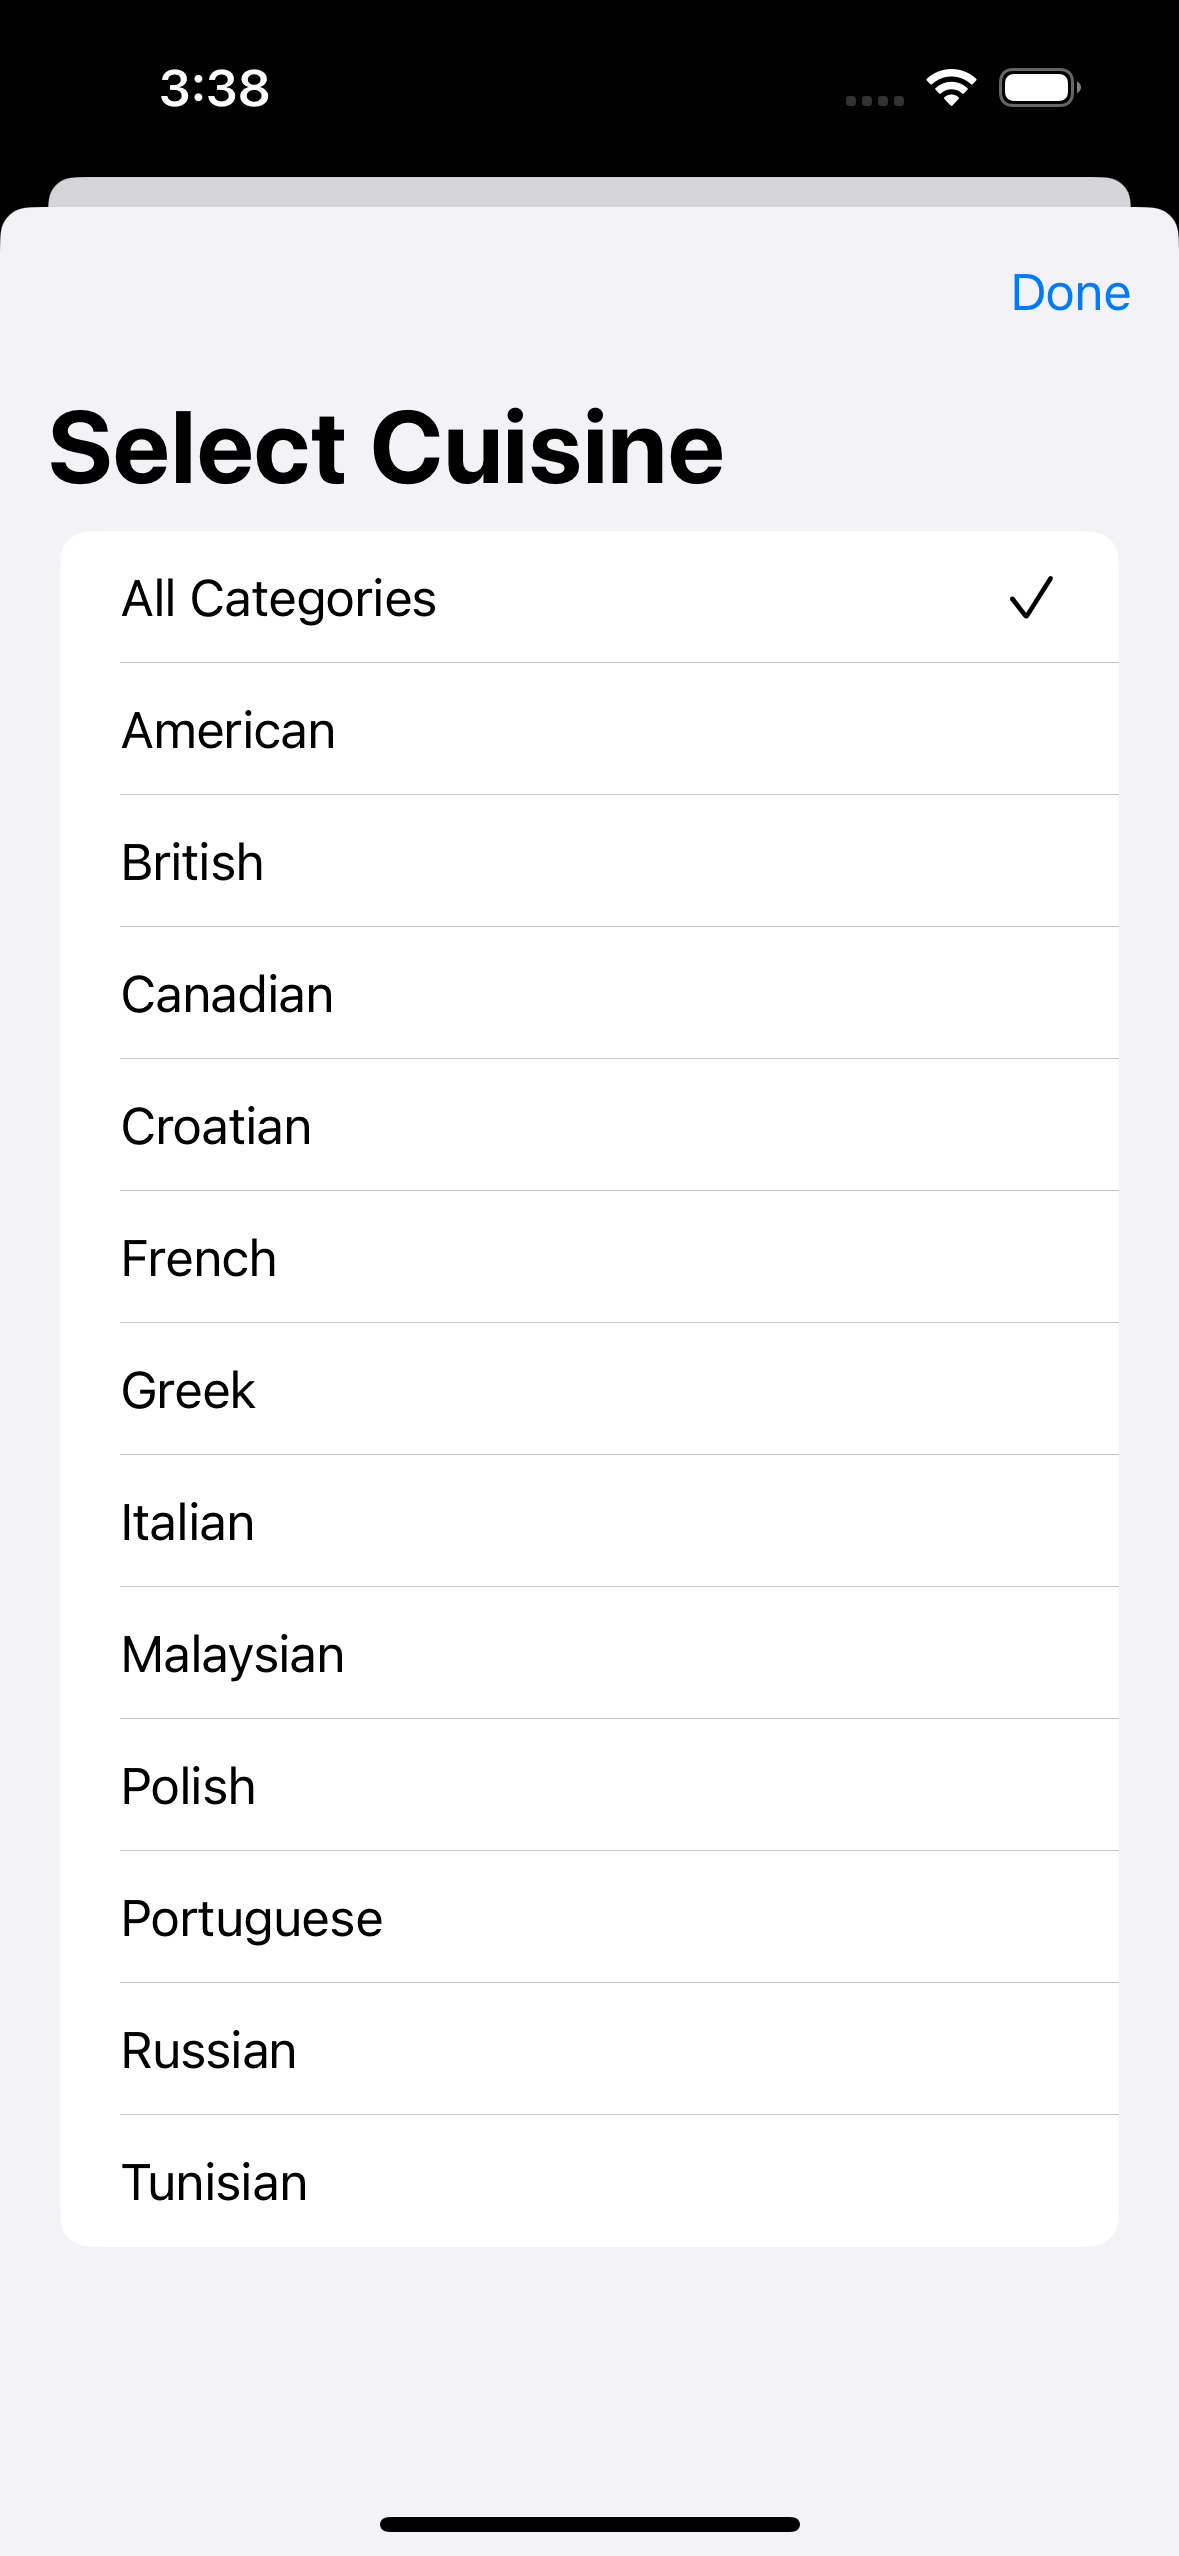 3:38
Done
Select Cuisine
All Categories
American
British
Canadian
Croatian
French
Greek
Italian
Malaysian
Polish
Portuguese
Russian
Tunisian